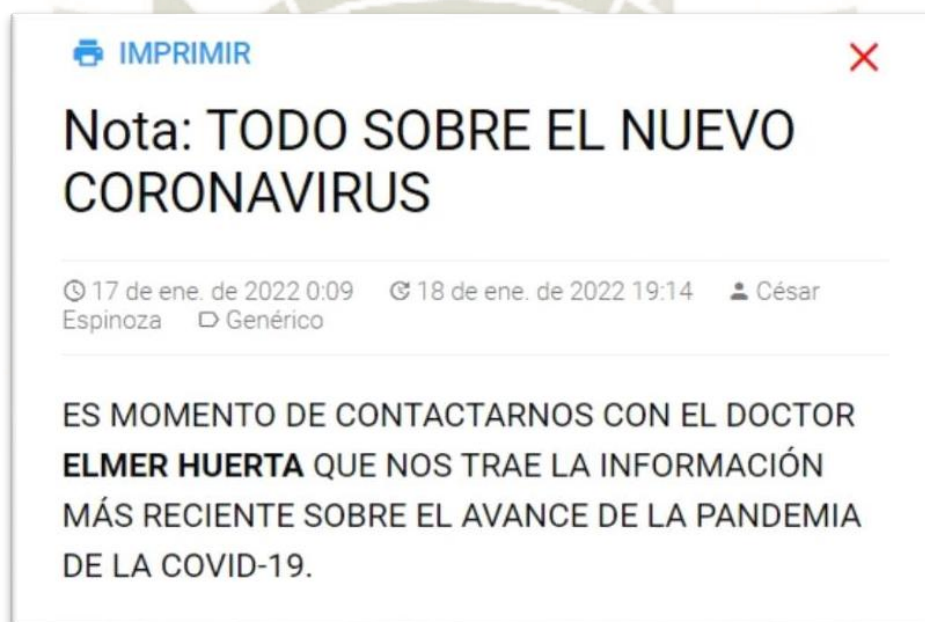 IMPRIMIR
Nota: TODO SOBRE EL NUEVO
CORONAVIRUS
17 de ene. de 2022 0:09 18 de ene. de 2022 19:14 César
Espinoza Genérico
ES MOMENTO DE CONTACTARNOS CON EL DOCTOR
ELMER HUERTA QUE NOS TRAE LA INFORMACIÓN
MÁS RECIENTE SOBRE EL AVANCE DE LA PANDEMIA
DE LA COVID-19.